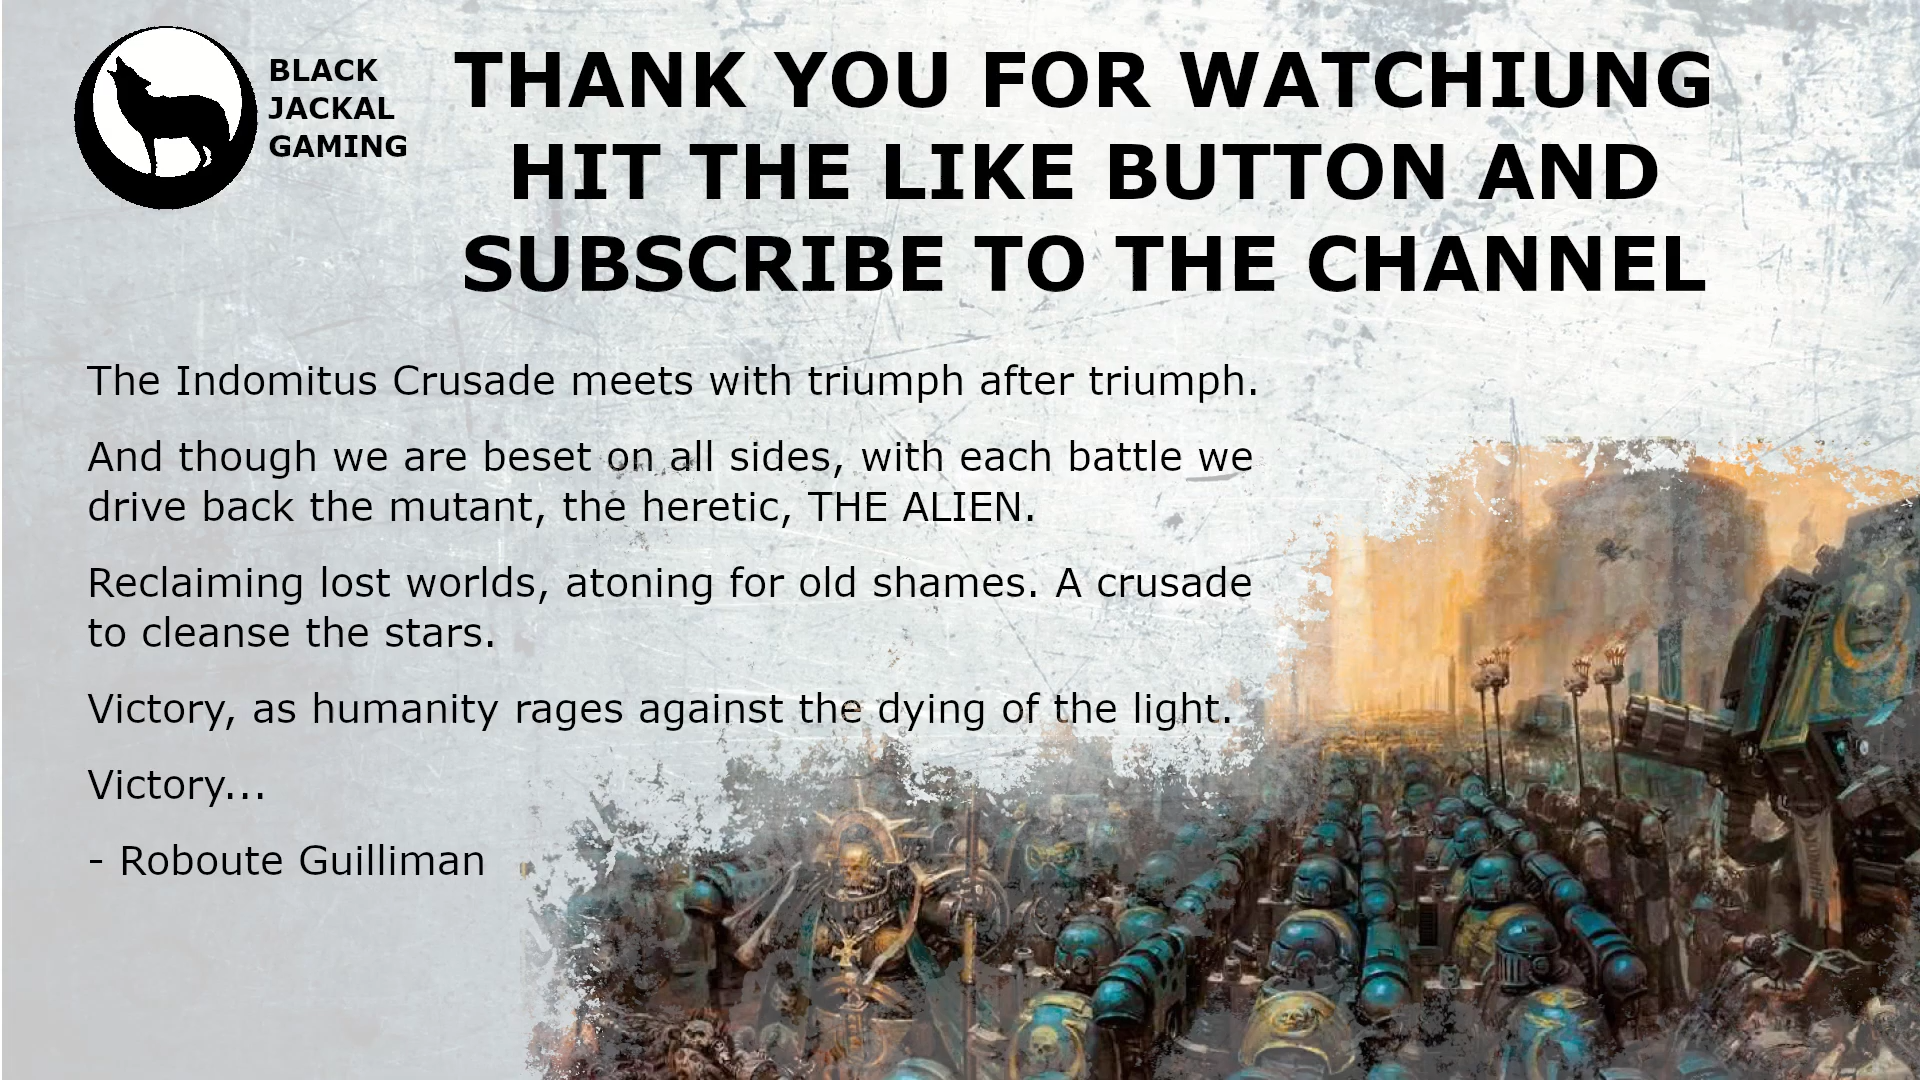 BLACK
JACKAL
GAMING
THANK YOU FOR WATCHIUNG
HIT THE LIKE BUTTON AND
SUBSCRIBE TO THE CHANNEL
The Indomitus Crusade meets with triumph after triumph.
And though we are beset on all sides, with each battle we
drive back the mutant, the heretic, THE ALIEN.
Reclaiming lost worlds, atoning for old shames. A crusade
to cleanse the stars.
Victory, as humanity rages against the dying of the light.
Victory...
- Roboute Guilliman